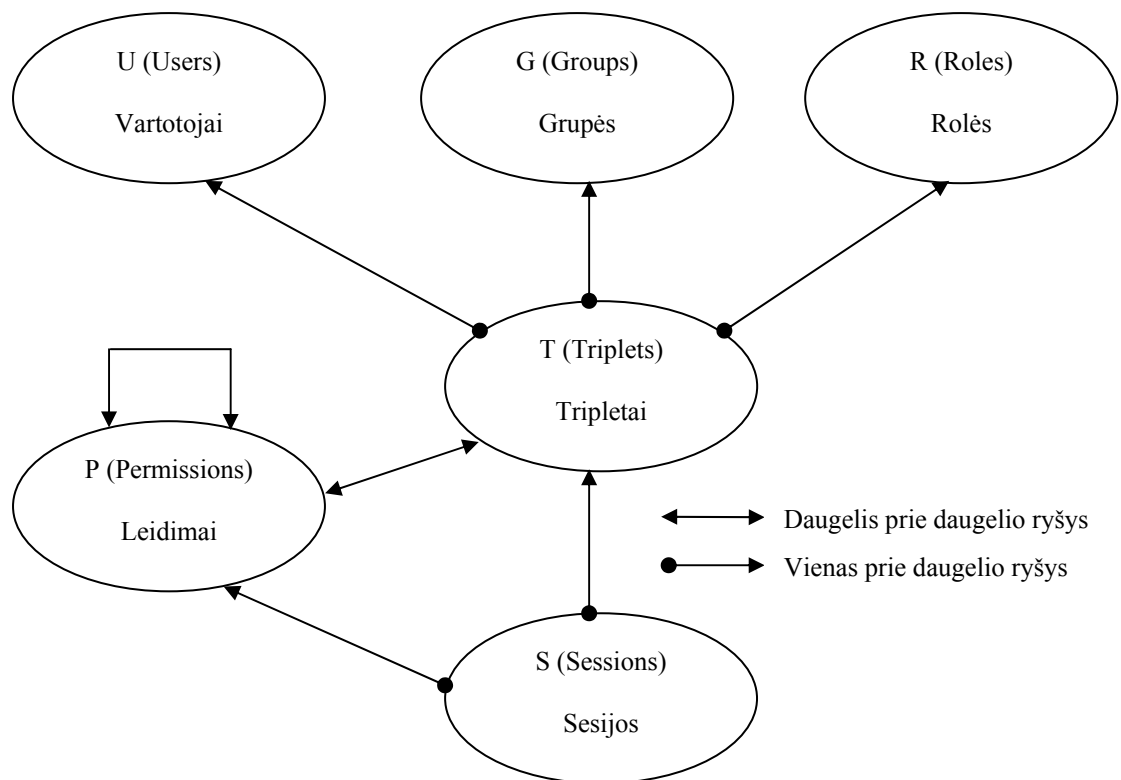 U (Users)
Vartotojai
G (Groups)
Grupės
R (Roles)
Rolės
T (Triplets)
Tripletai
P (Permissions)
Leidimai
Daugelis prie daugelio ryšys
Vienas prie daugelio ryšys
S (Sessions)
Sesijos